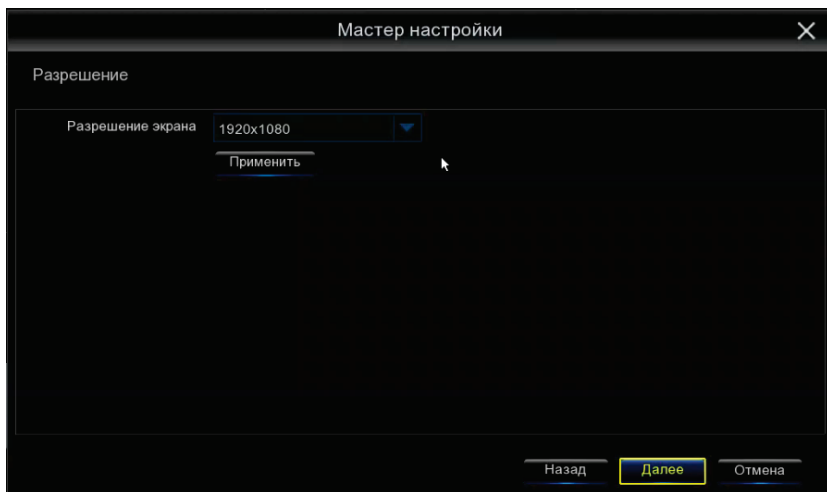 Мастер настройки
Разрешение
Разрешение экрана 1920x1080
Применить
Назад Далее Отмена